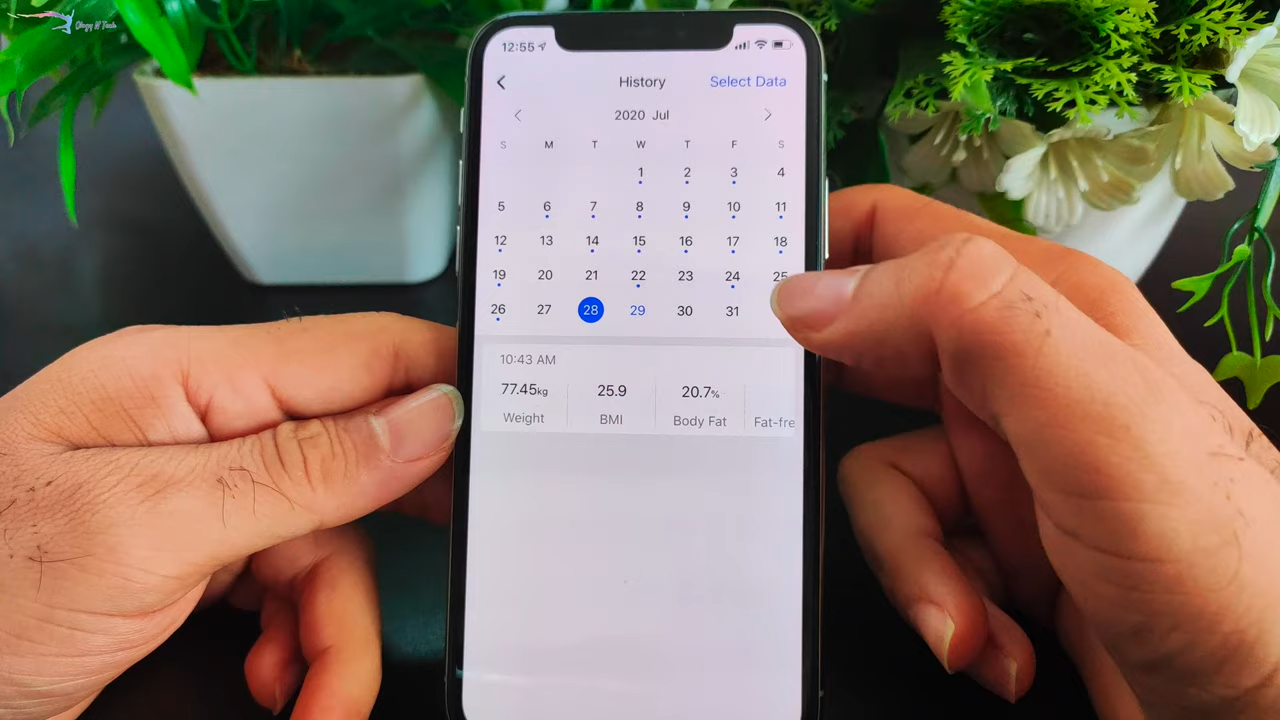 Ology N Tech
12:55
History
Select Data
2020 Jul
S M T W T F S
1 2 3 4
5 6 7 8 9 10 11
12 13 14 15 16 17 18
19 20 21 22 23 24 25
26 27 28 29 30 31
10:43 AM
77.45kg 25.9 20.7%
Weight BMI Body Fat Fat-fre